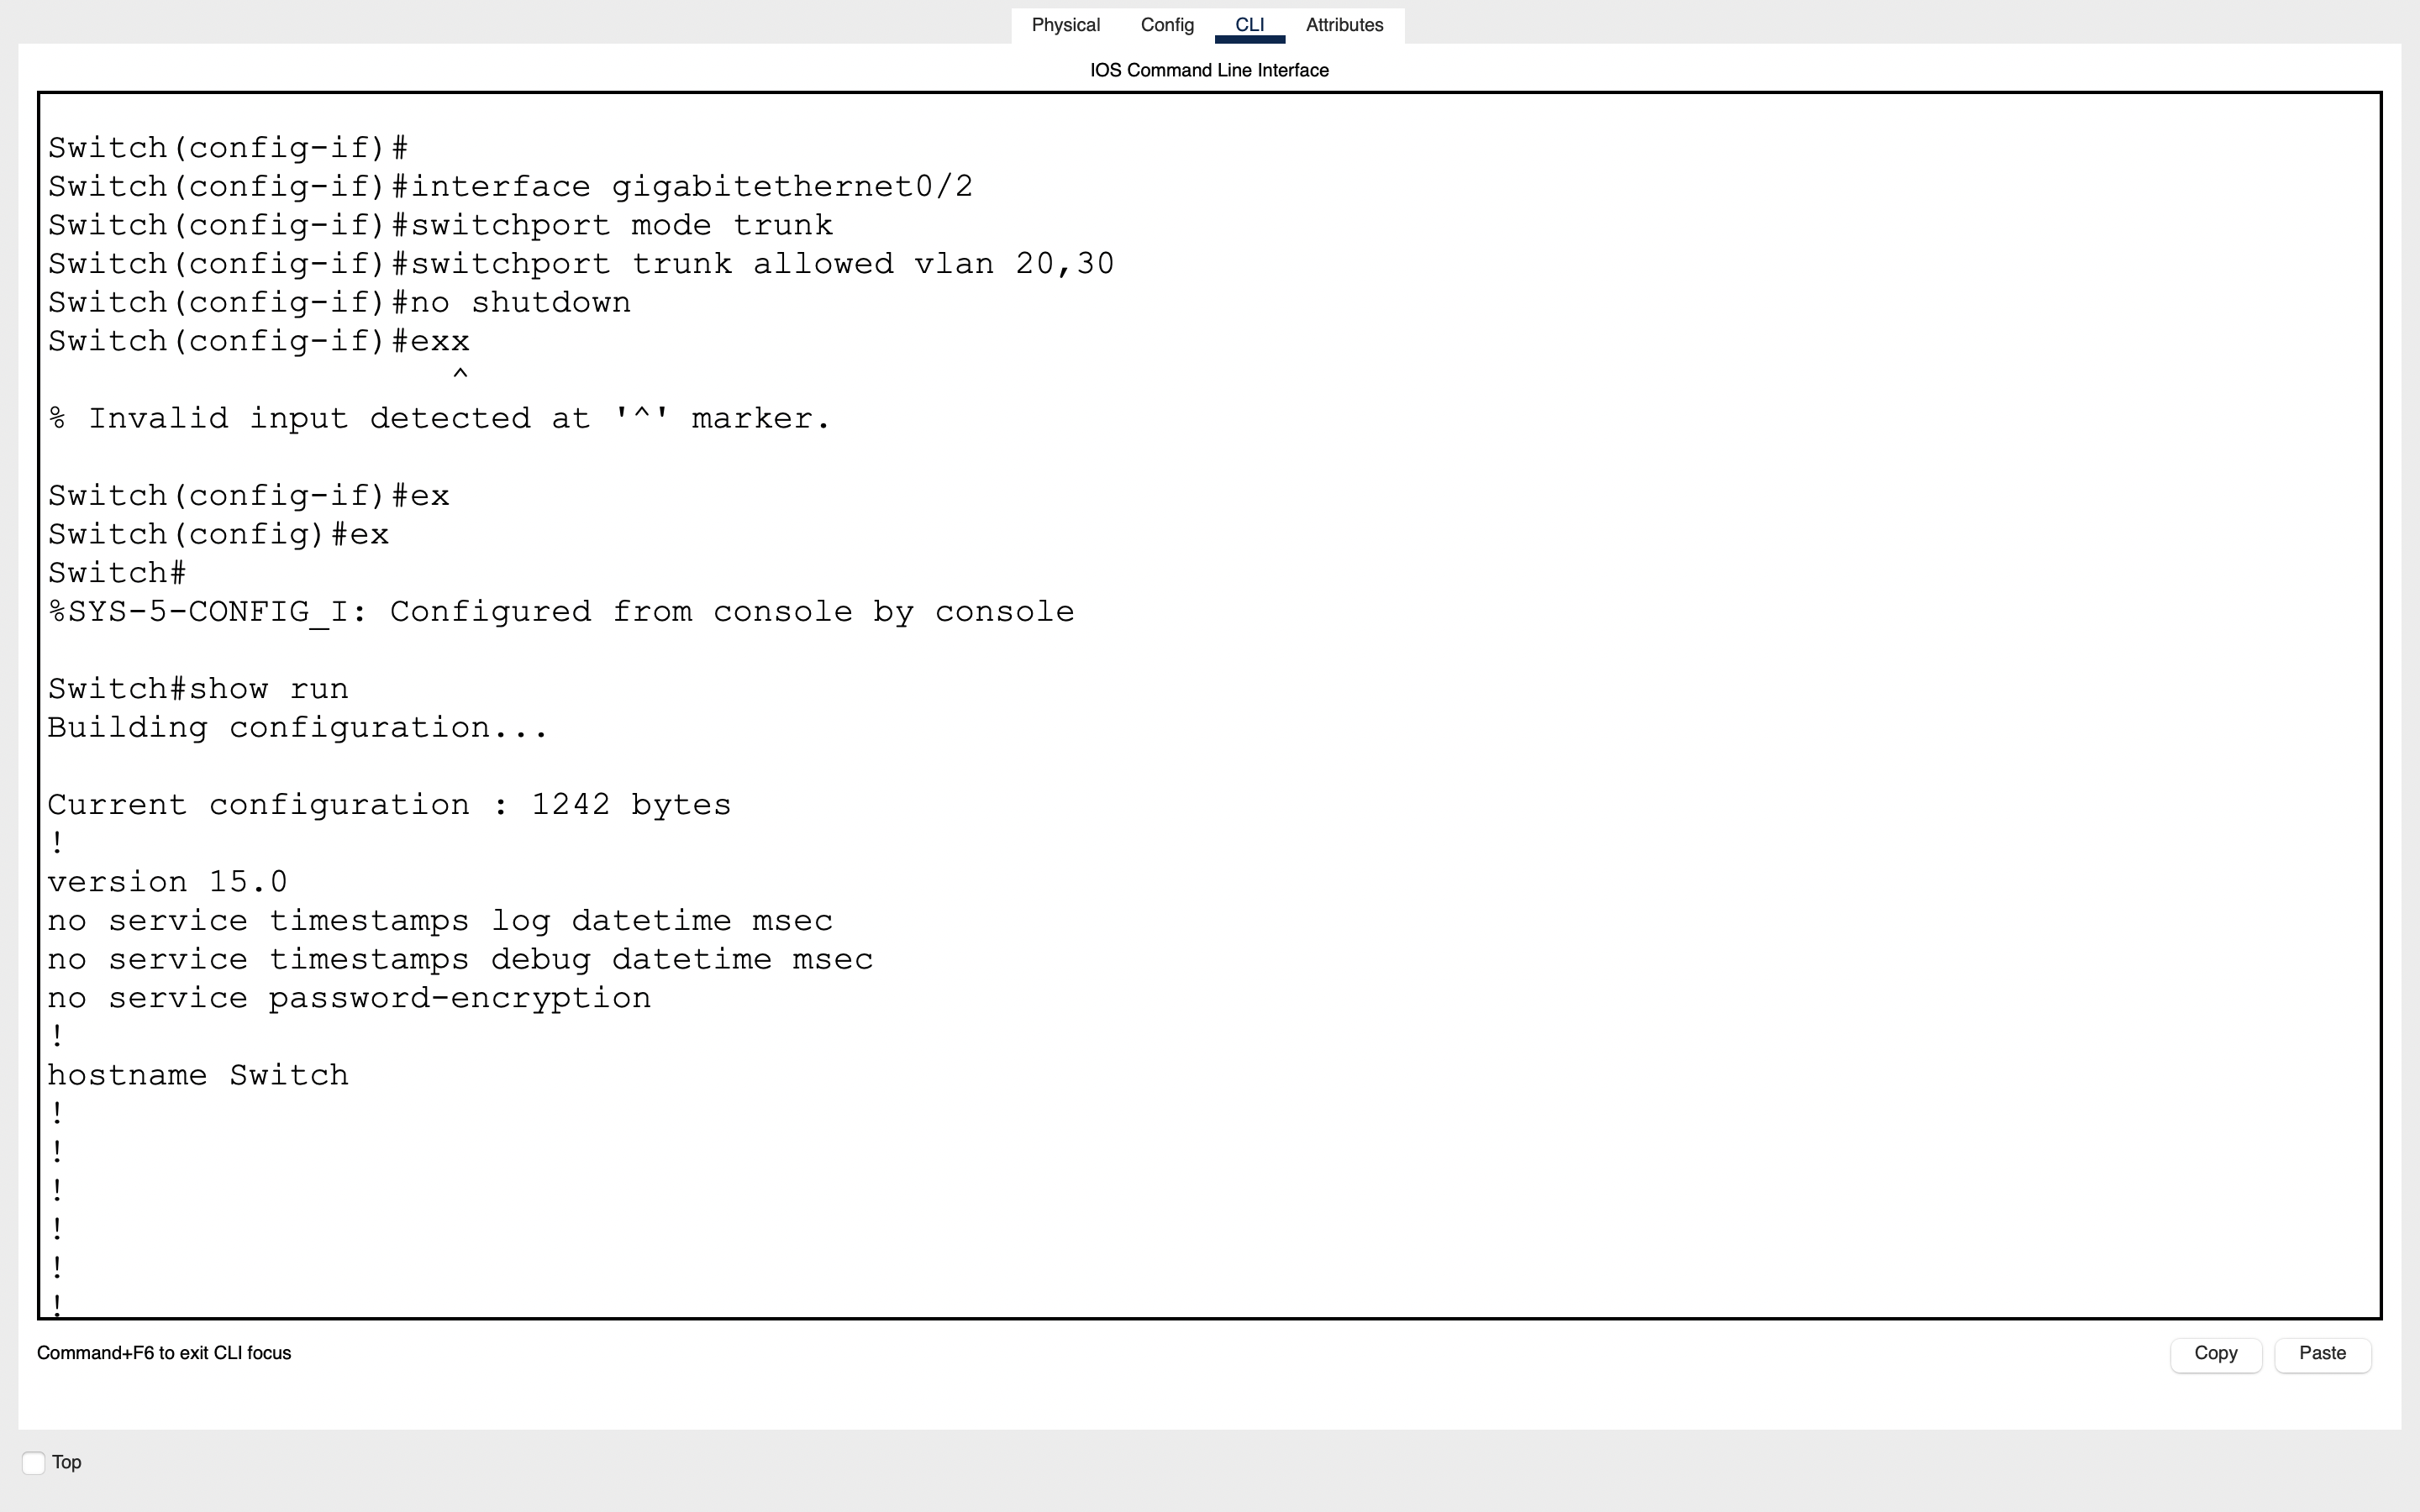 Physical Config CLI Attributes
IOS Command Line Interface
Switch(config-if)#
Switch(config-if)#interface gigabitethernet0/2
Switch(config-if)#switchport mode trunk
Switch(config-if)#switchport trunk allowed vlan 20,30
Switch(config-if)#no shutdown
Switch(config-if)#exx
^
% Invalid input detected at '^' marker.
Switch(config-if)#ex
Switch(config)#ex
Switch#
%SYS-5-CONFIG_I: Configured from console by console
Switch#show run
Building configuration...
Current configuration : 1242 bytes
!
version 15.0
no service timestamps log datetime msec
no service timestamps debug datetime msec
no service password-encryption
!
hostname Switch
!
!
!
!
!
!
Command+F6 to exit CLI focus
Copy Paste
Top